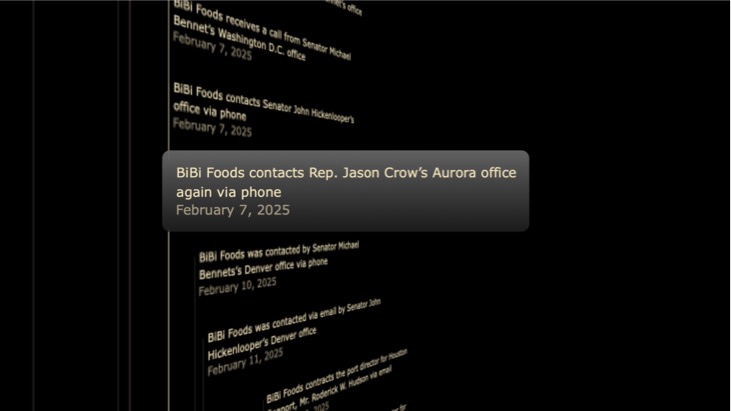 nnet's office
BiBi Foods receives a call from Senator Michael
Bennet's Washington D.C. office
February 7, 2025
BiBi Foods contacts Senator John Hickenlooper's
office via phone
February 7, 2025
BiBi Foods contacts Rep. Jason Crow's Aurora office
again via phone
February 7, 2025
BiBi Foods was contacted by Senator Michael
Bennets's Denver office via phone
February 10, 2025
BiBi Foods was contacted via email by Senator John
Hickenlooper's Denver office
February 11, 2025
BiBi Foods contracts the port director for Houston
port, Mr. Roderick W. Hudson via email
2025
for